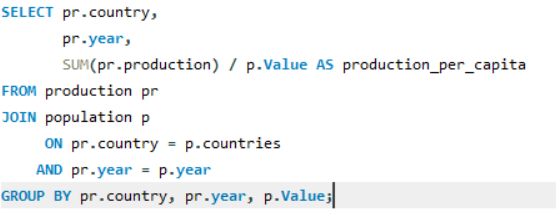 SELECT pr.country,
pr.year,
SUM(pr.production) / p.Value AS production_per_capita
FROM production pr
JOIN population p
ON pr.country = p.countries
AND pr.year = p.year
GROUP BY pr.country, pr.year, p.Value;